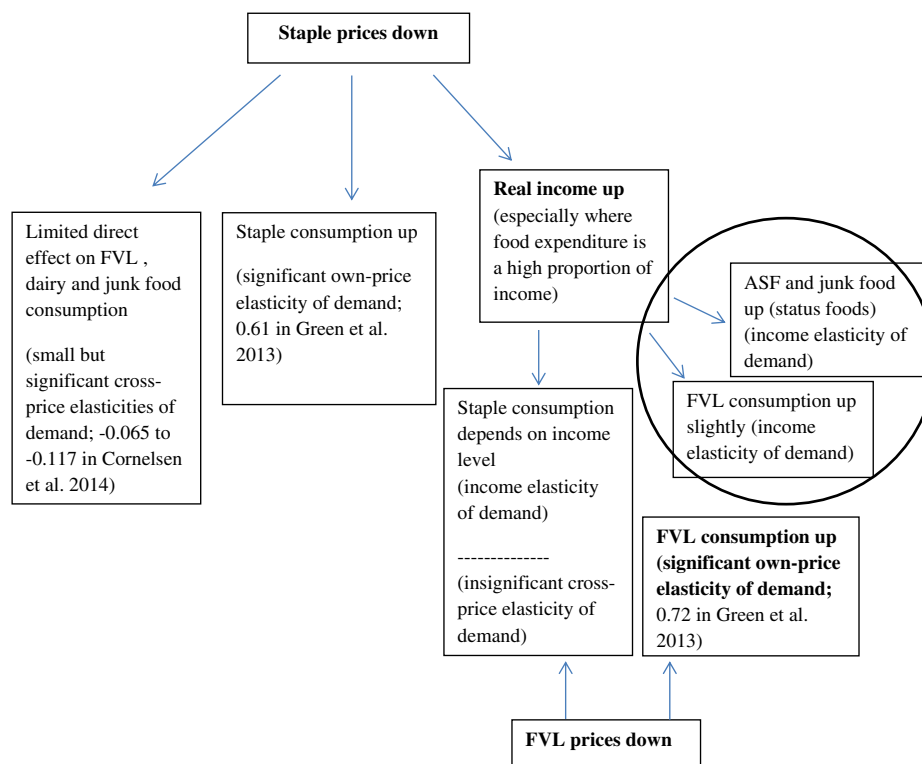 Staple prices down
Limited direct
effect on FVL ,
dairy and junk food
consumption
(small but
significant cross-
price elasticities of
demand; -0.065 to
-0.117 in Cornelsen
et al. 2014)
Staple consumption up
(significant own-price
elasticity of demand;
0.61 in Green et al.
2013)
Real income up
(especially where
food expenditure is
a high proportion of
income)
ASF and junk food
up (status foods)
(income elasticity of
demand)
FVL consumption up
slightly (income
elasticity of demand)
Staple consumption
depends on income
level
(income elasticity
of demand)
--------------
(insignificant cross-
price elasticity of
demand)
FVL consumption up
(significant own-price
elasticity of demand;
0.72 in Green et al.
2013)
FVL prices down